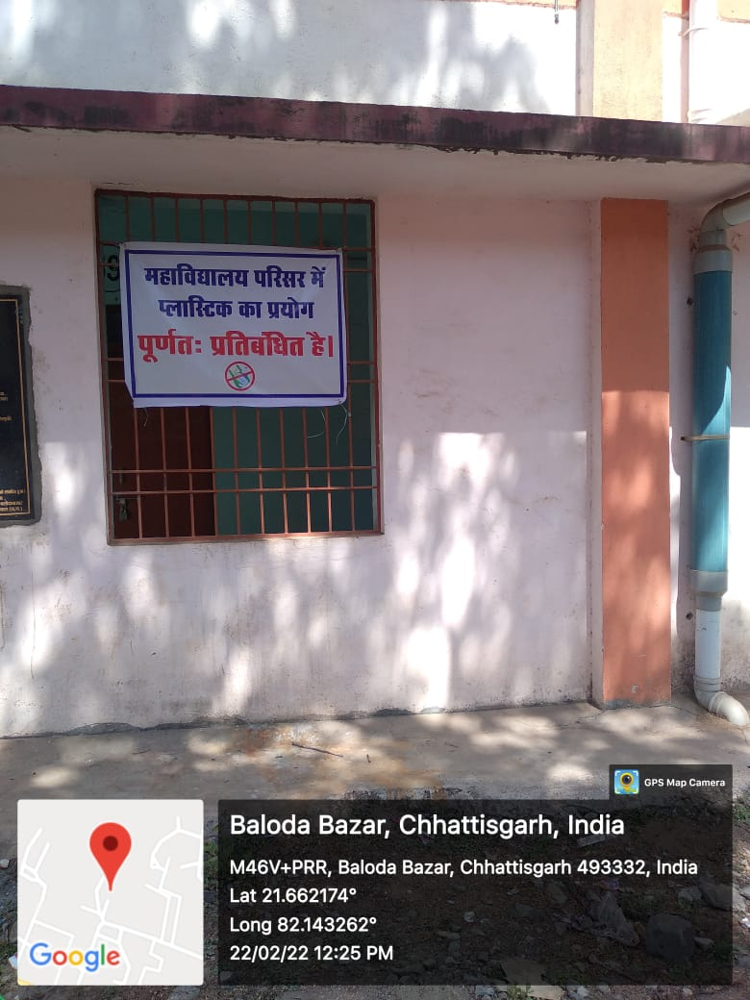 महाविद्यालय परिसर में
प्लास्टिक का प्रयोग
पूर्णतः प्रतिबंधित है।
GPS Map Camera
Baloda Bazar, Chhattisgarh, India
M46V+PRR, Baloda Bazar, Chhattisgarh 493332, India
Lat 21.662174°
Long 82.143262°
22/02/22 12:25 PM
Google